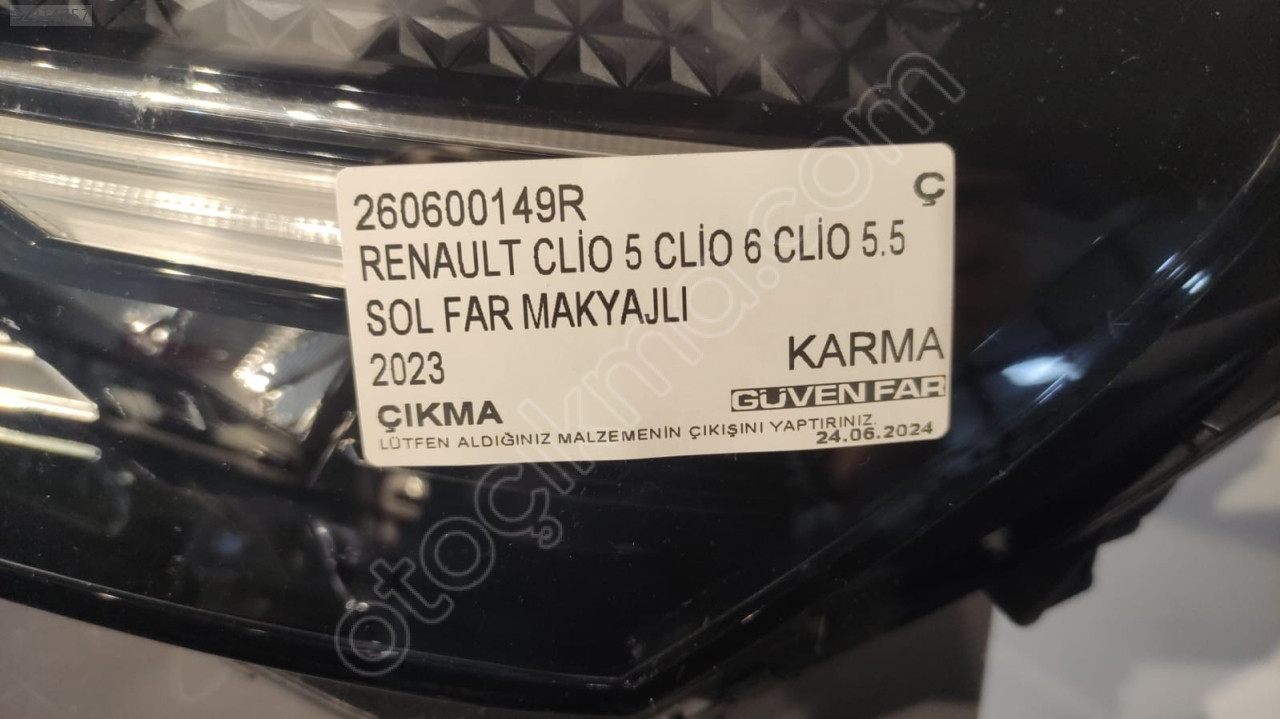 260600149R Ç
RENAULT CLİO 5 CLİO 6 CLİO 5.5
SOL FAR MAKYAJLI
2023 KARMA
ÇIKMA GÜVEN FAR
LÜTFEN ALDIĞINIZ MALZEMENİN ÇIKIŞINI YAPTIRINIZ.
24.06.2024
otoçıkma.com